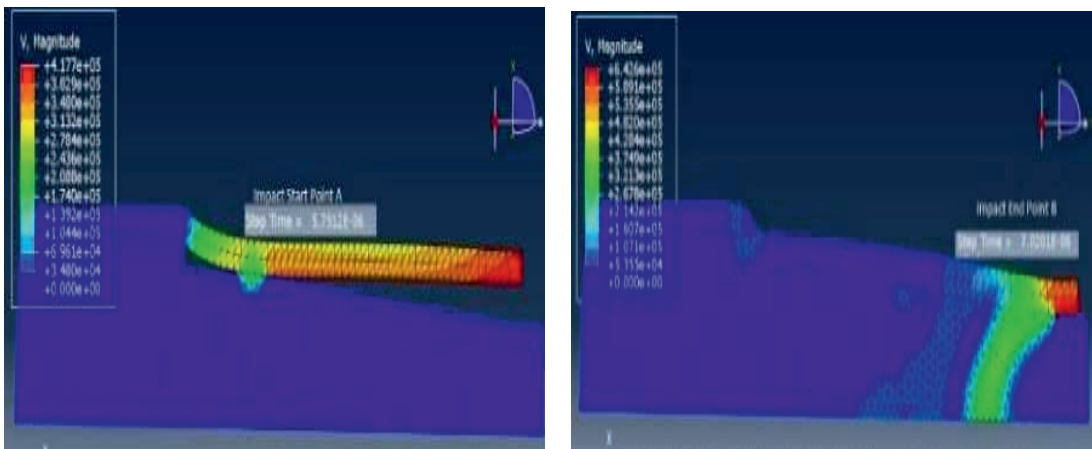 V, Magnitude
+4.177e+05
+3.829e+05
+3.480e+05
+3.132e+05
+2.784e+05
+2.436e+05
+2.088e+05
+1.740e+05
+1.392e+05
+1.044e+05
+6.961e+04
+3.480e+04
+0.000e+00
Impact Start Point A
Step Time =
X
V, Magnitude
+6.426e+05
+5.891e+05
+5.355e+05
+4.820e+05
+4.284e+05
+3.749e+05
+3.213e+05
+2.678e+05
+2.142e+05
+1.607e+05
+1.071e+05
+5.355e+04
+0.000e+00
Impact End Point B
Step Time =
X